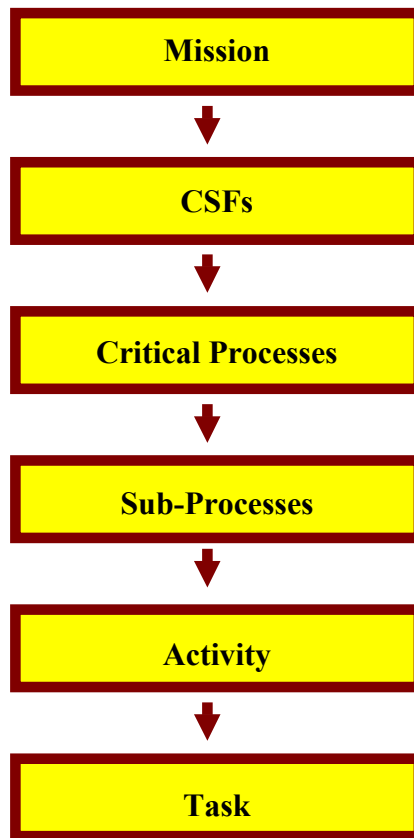 Mission
CSFs
Critical Processes
Sub-Processes
Activity
Task